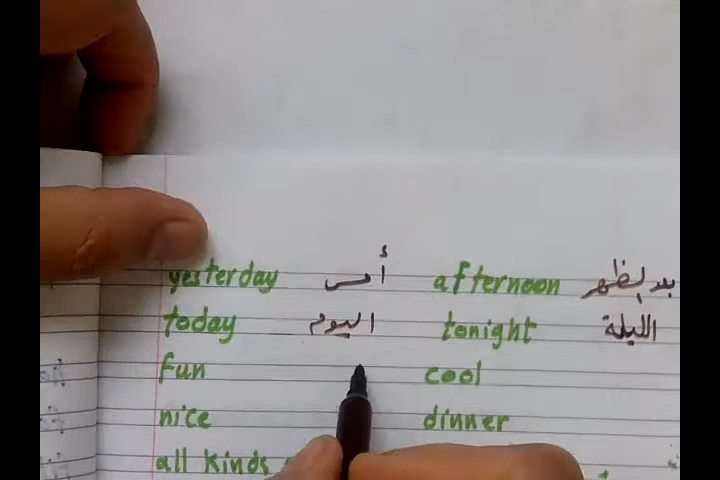 yesterday أمس afternoon بعد الظهر
today اليوم tonight الليلة
fun cool
nice dinner
all kinds